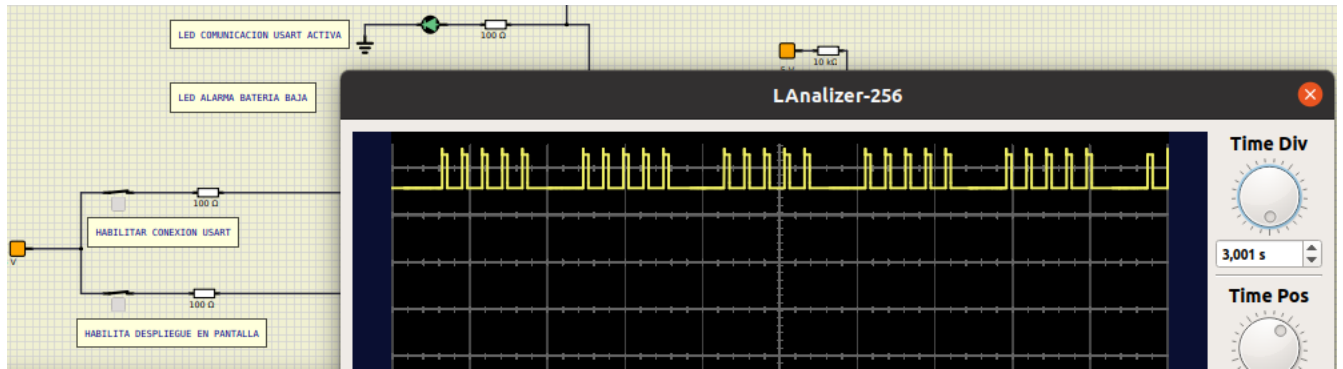 LED COMUNICACION USART ACTIVA
100 Ω
10 kΩ
LED ALARMA BATERIA BAJA
LAnalizer-256
Time Div
100 Ω
HABILITAR CONEXION USART
3,001 s
V
Time Pos
100 Ω
HABILITA DESPLIEGUE EN PANTALLA